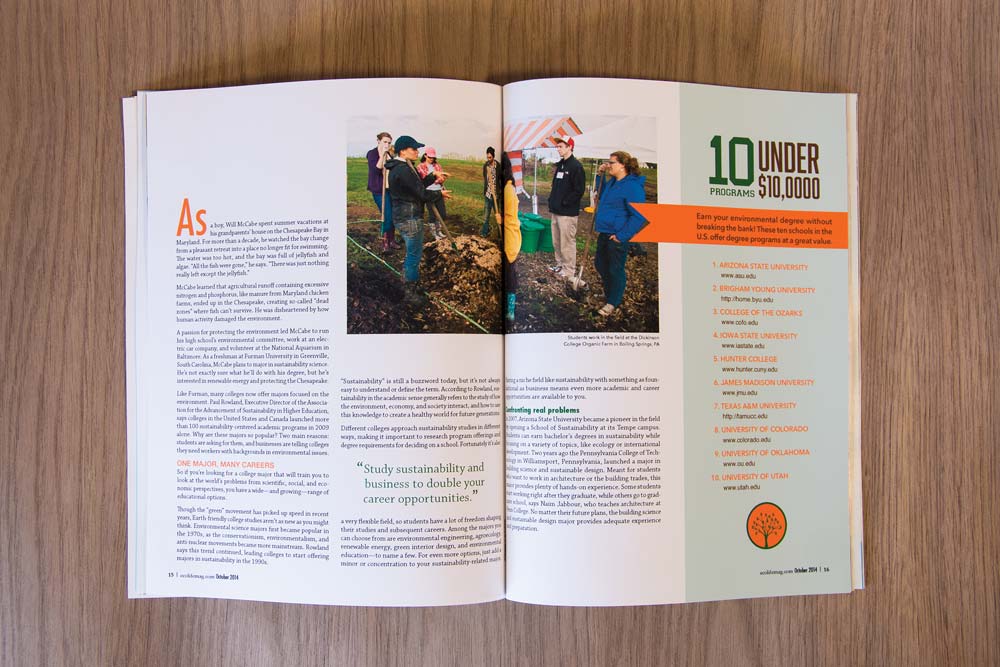 As
a boy, Will McCabe spent summer vacations at
his grandparents' house on the Chesapeake Bay in
Maryland. For more than a decade, he watched the bay change
from a pleasant retreat into a place no longer fit for swimming.
The water was too hot, and the bay was full of jellyfish and
algae. "All the fish were gone," he says. "There was just nothing
really left except the jellyfish."
McCabe learned that agricultural runoff containing excessive
nitrogen and phosphorus, like manure from Maryland chicken
farms, ended up in the Chesapeake, creating so-called "dead
zones" where fish can't survive. He was disheartened by how
human activity damaged the environment.
A passion for protecting the environment led McCabe to run
his high school's environmental committee, work at an elec-
tric car company, and volunteer at the National Aquarium in
Baltimore. As a freshman at Furman University in Greenville,
South Carolina, McCabe plans to major in sustainability science.
He's not exactly sure what he'll do with his degree, but he's
interested in renewable energy and protecting the Chesapeake.
Like Furman, many colleges now offer majors focused on the
environment. Paul Rowland, Executive Director of the Associa-
tion for the Advancement of Sustainability in Higher Education,
says colleges in the United States and Canada launched more
than 100 sustainability-centered academic programs in 2009
alone. Why are these majors so popular? Two main reasons:
students are asking for them, and businesses are telling colleges
they need workers with backgrounds in environmental issues.
ONE MAJOR, MANY CAREERS
So if you're looking for a college major that will train you to
look at the world's problems from scientific, social, and eco-
nomic perspectives, you have a wide—and growing—range of
educational options.
Though the "green" movement has picked up speed in recent
years, Earth-friendly college studies aren't as new as you might
think. Environmental science majors first became popular in
the 1970s, as the conservationism, environmentalism, and
anti-nuclear movements became more mainstream. Rowland
says this trend continued, leading colleges to start offering
majors in sustainability in the 1990s.
15 | ecolifemag.com October 2014
"Sustainability" is still a buzzword today, but it's not always
easy to understand or define the term. According to Rowland, sus-
tainability in the academic sense generally refers to the study of how
the environment, economy, and society interact, and how to use
this knowledge to create a healthy world for future generations.
Different colleges approach sustainability studies in different
ways, making it important to research program offerings and
degree requirements for deciding on a school. Fortunately it's also
"Study sustainability and
business to double your
career opportunities."
a very flexible field, so students have a lot of freedom shaping
their studies and subsequent careers. Among the majors you
can choose from are environmental engineering, agroecology,
renewable energy, green interior design, and environmental
education—to name a few. For even more options, just add a
minor or concentration to your sustainability-related major.
Students work in the field at the Dickinson
College Organic Farm in Boiling Springs, PA
a niche field like sustainability with something as foun-
as business means even more academic and career
opportunities are available to you.
Confronting real problems
2007, Arizona State University became a pioneer in the field
opening a School of Sustainability at its Tempe campus.
Students can earn bachelor's degrees in sustainability while
on a variety of topics, like ecology or international
development. Two years ago the Pennsylvania College of Tech-
nology in Williamsport, Pennsylvania, launched a major in
building science and sustainable design. Meant for students
who want to work in architecture or the building trades, this
major provides plenty of hands-on experience. Some students
start working right after they graduate, while others go to grad-
uate school, says Naim Jabbour, who teaches architecture at
Penn College. No matter their future plans, the building science
and sustainable design major provides adequate experience
and preparation.
10 UNDER
PROGRAMS $10,0000
Earn your environmental degree without
breaking the bank! These ten schools in the
U.S. offer degree programs at a great value.
1. ARIZONA STATE UNIVERSITY
www.asu.edu
2. BRIGHAM YOUNG UNIVERSITY
http://home.byu.edu
3. COLLEGE OF THE OZARKS
www.cofo.edu
4. IOWA STATE UNIVERSITY
www.iastate.edu
5. HUNTER COLLEGE
www.hunter.cuny.edu
6. JAMES MADISON UNIVERSITY
www.jmu.edu
7. TEXAS A&M UNIVERSITY
http://tamucc.edu
8. UNIVERSITY OF COLORADO
www.colorado.edu
9. UNIVERSITY OF OKLAHOMA
www.ou.edu
10. UNIVERSITY OF UTAH
www.utah.edu
ecolifemag.com October 2014 | 16